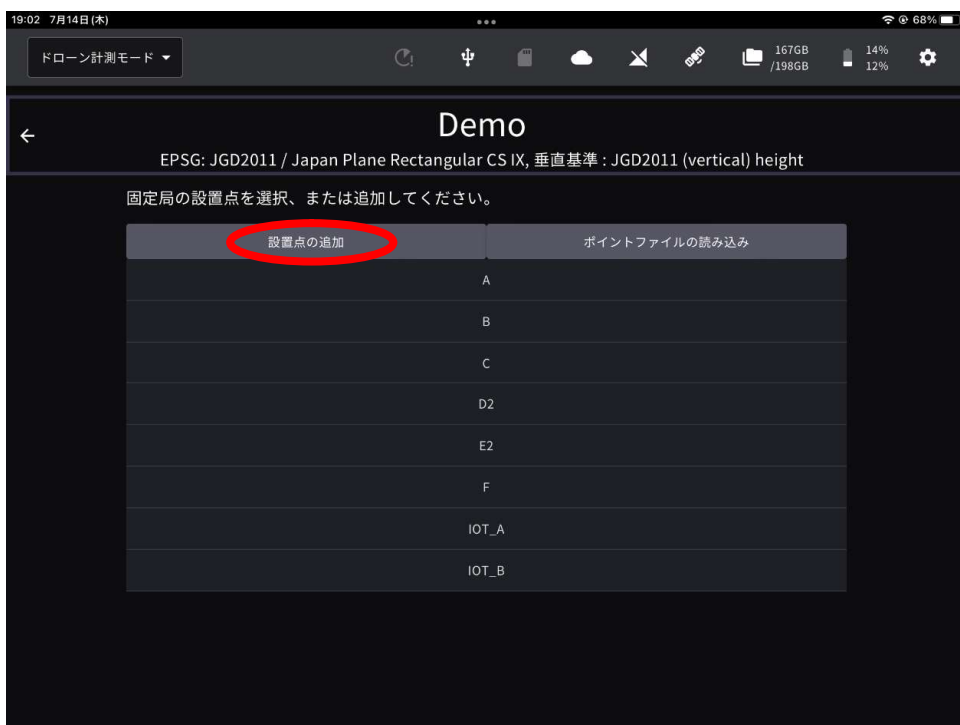 19:02 7月14日(木)
68%
ドローン計測モード
167GB
/198GB
14%
12%
Demo
EPSG: JGD2011 / Japan Plane Rectangular CS IX, 垂直基準 : JGD2011 (vertical) height
固定局の設置点を選択、または追加してください。
設置点の追加
ポイントファイルの読み込み
A
B
C
D2
E2
F
IOT_A
IOT_B